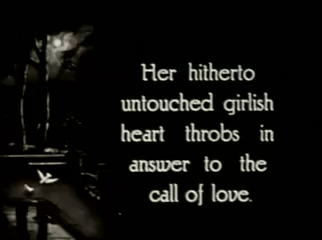 Her hitherto
untouched girlish
heart throbs in
answer to the
call of love.